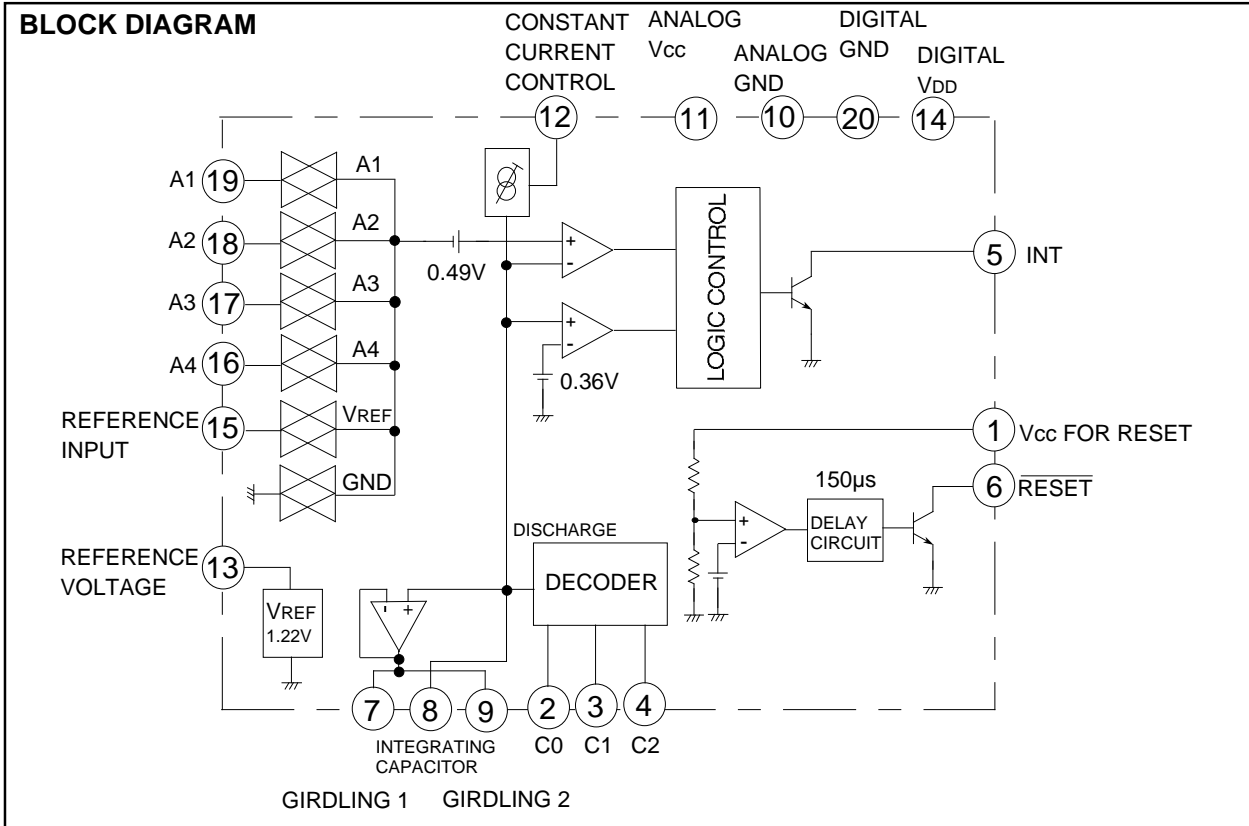 BLOCK DIAGRAM
CONSTANT
CURRENT
CONTROL
ANALOG
Vcc
ANALOG
GND
DIGITAL
GND
DIGITAL
VDD
12
11
10
20
14
A1 19 A1
A2 18 A2
A3 17 A3
A4 16 A4
REFERENCE
INPUT
15
VREF
GND
0.49V
+
-
+
-
0.36V
LOGIC CONTROL
5 INT
1 Vcc FOR RESET
6 RESET
150µs
+
-
DELAY
CIRCUIT
REFERENCE
VOLTAGE
13
VREF
1.22V
DISCHARGE
DECODER
- +
7 8 9 2 3 4
INTEGRATING
CAPACITOR
C0 C1 C2
GIRDLING 1 GIRDLING 2